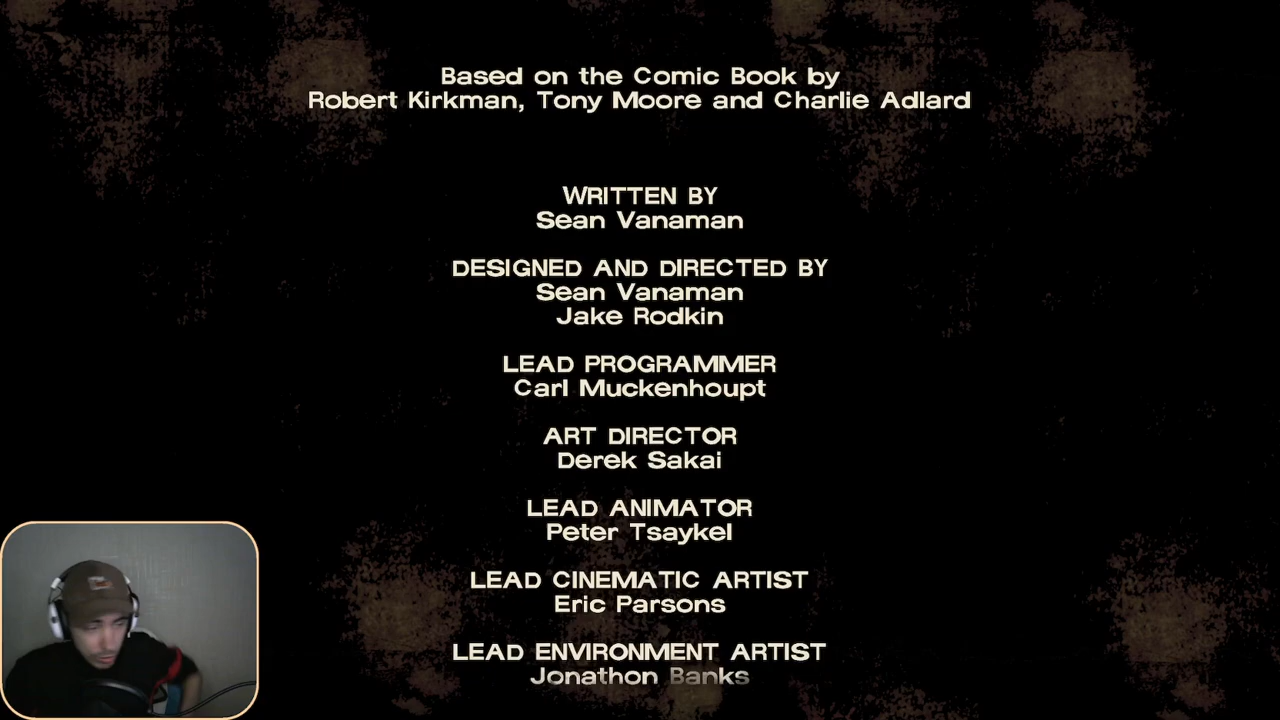 Based on the Comic Book by
Robert Kirkman, Tony Moore and Charlie Adlard
WRITTEN BY
Sean Vanaman
DESIGNED AND DIRECTED BY
Sean Vanaman
Jake Rodkin
LEAD PROGRAMMER
Carl Muckenhoupt
ART DIRECTOR
Derek Sakai
LEAD ANIMATOR
Peter Tsaykel
LEAD CINEMATIC ARTIST
Eric Parsons
LEAD ENVIRONMENT ARTIST
Jonathon Banks